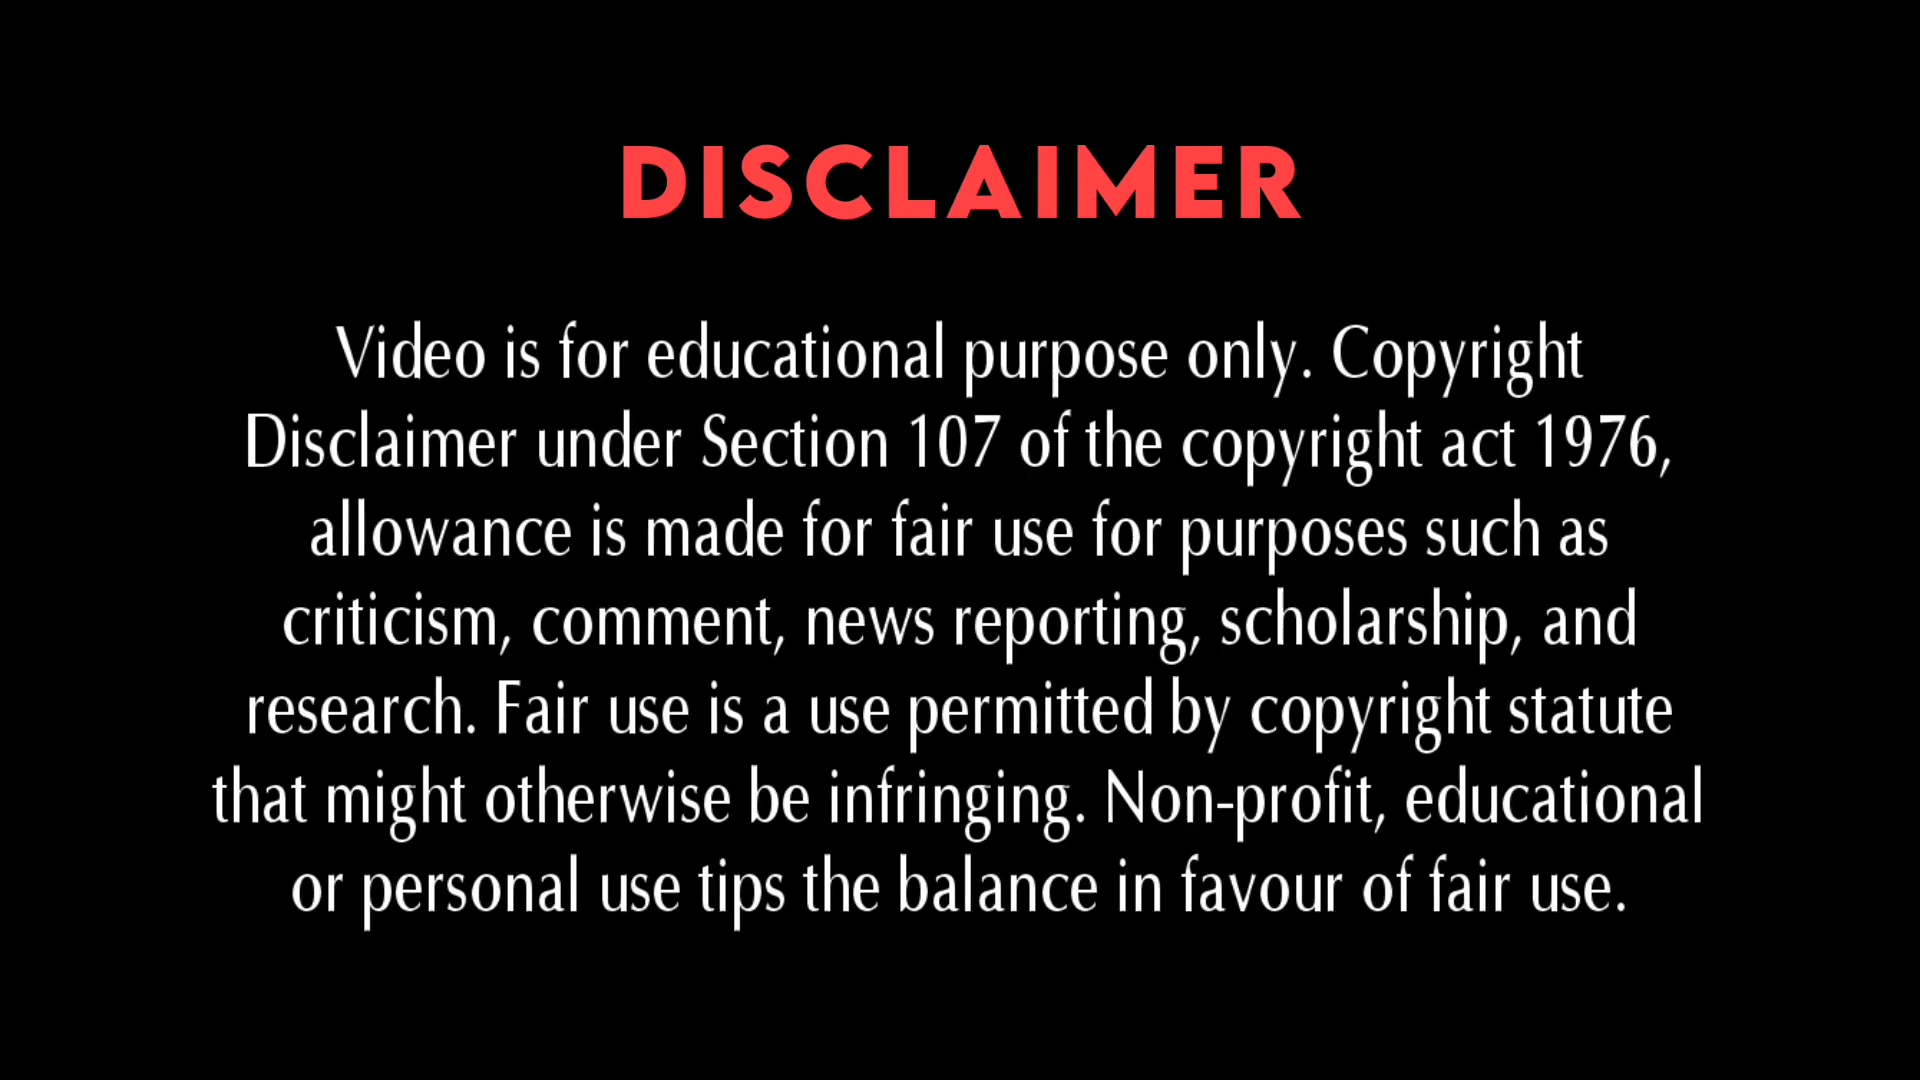 DISCLAIMER
Video is for educational purpose only. Copyright
Disclaimer under Section 107 of the copyright act 1976,
allowance is made for fair use for purposes such as
criticism, comment, news reporting, scholarship, and
research. Fair use is a use permitted by copyright statute
that might otherwise be infringing. Non-profit, educational
or personal use tips the balance in favour of fair use.